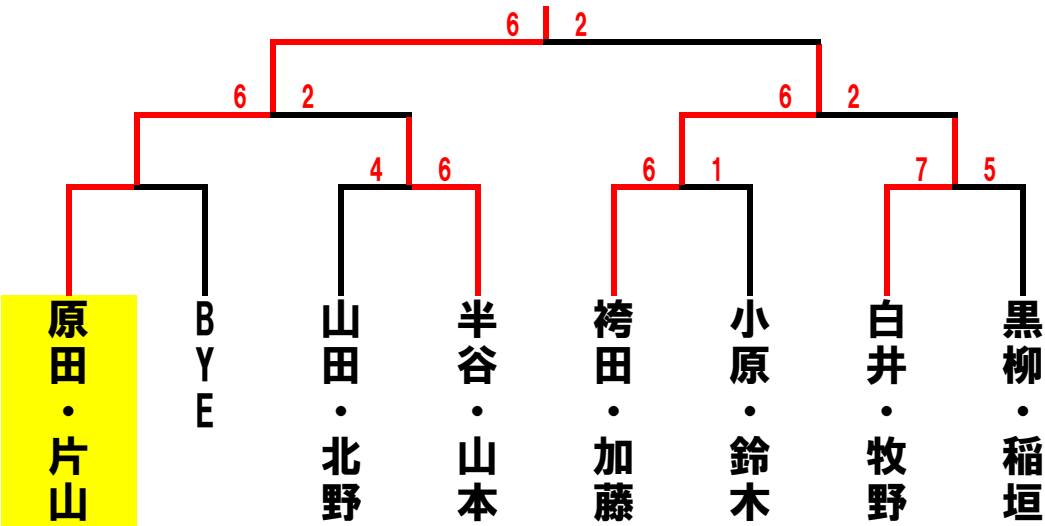 6 2
6 2 6 2
4 6 6 1 7 5
原田・片山
BYE
山田・北野
半谷・山本
袴田・加藤
小原・鈴木
白井・牧野
黒柳・稲垣